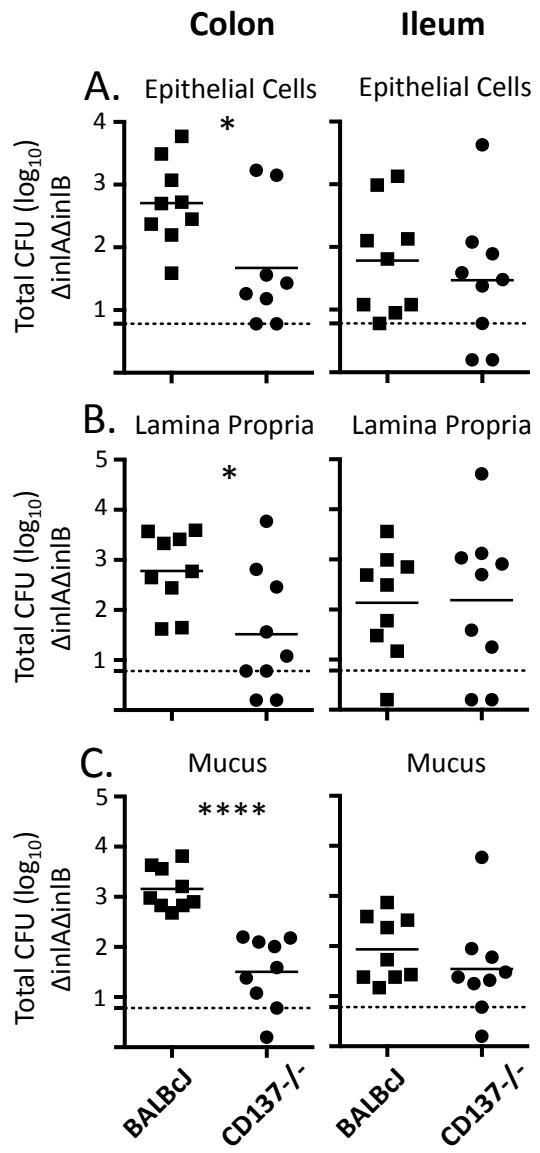 Colon Ileum
A. Epithelial Cells Epithelial Cells
Total CFU (log10)
ΔinlAΔinlB
4
3
2
1
*
B. Lamina Propria Lamina Propria
Total CFU (log10)
ΔinlAΔinlB
5
4
3
2
1
*
C. Mucus Mucus
Total CFU (log10)
ΔinlAΔinlB
5
4
3
2
1
****
BALBcJ CD137-/- BALBcJ CD137-/-